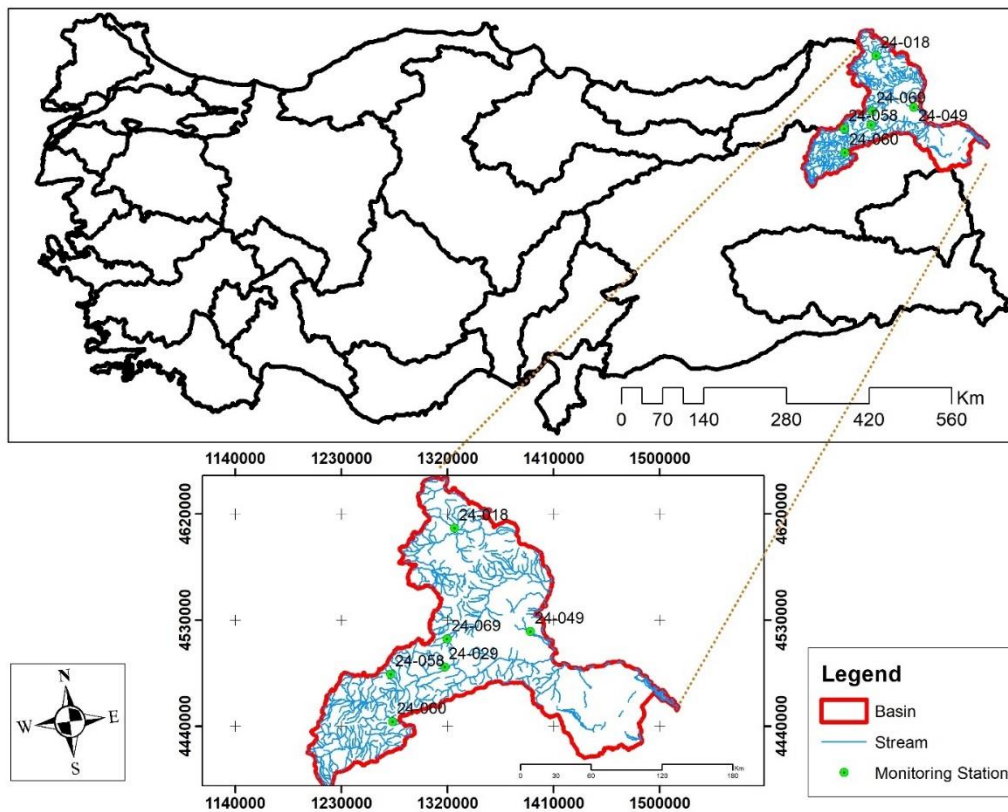 24-018
24-069
24-058
24-049
24-060
Km
0 70 140 280 420 560
1140000 1230000 1320000 1410000 1500000
4620000 4620000
24-018
4530000 4530000
24-049
24-069
24-029
24-058
24-060
4440000 4440000
Km
0 30 60 120 180
1140000 1230000 1320000 1410000 1500000
N
W E
S
Legend
Basin
Stream
Monitoring Station